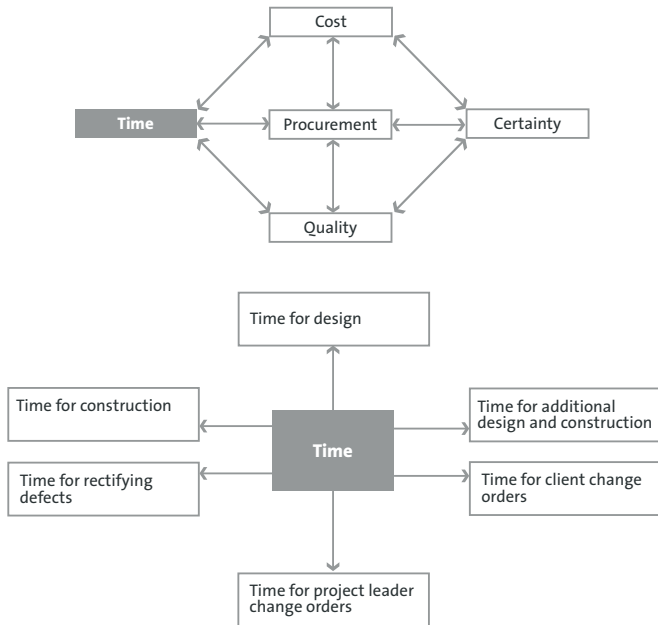 Cost
Time
Procurement
Certainty
Quality
Time for design
Time for construction
Time for additional
design and construction
Time
Time for rectifying
defects
Time for client change
orders
Time for project leader
change orders